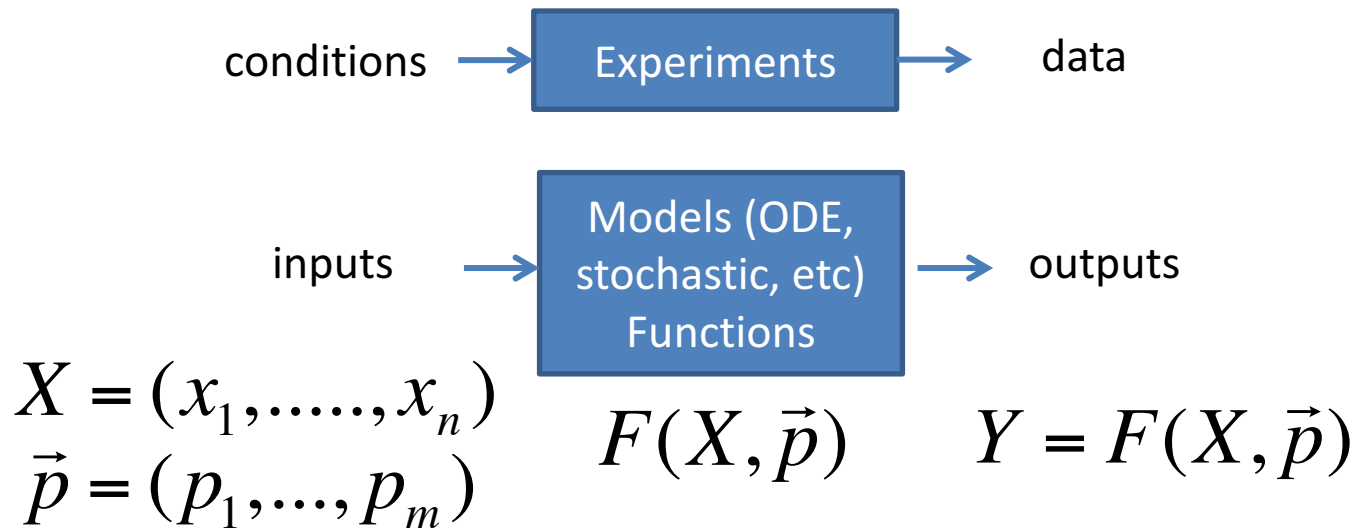 conditions
Experiments
data
inputs
Models (ODE,
stochastic, etc)
Functions
outputs
X = (x₁,.....,xₙ)
p⃗ = (p₁,...,pₘ)
F(X, p⃗)
Y = F(X, p⃗)